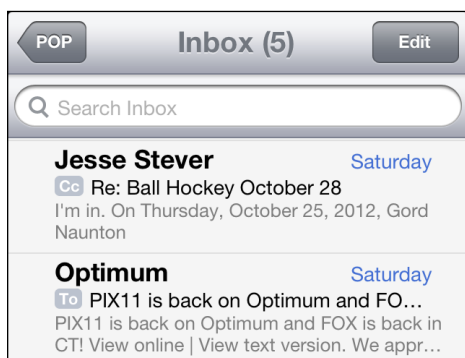 POP Inbox (5) Edit
Search Inbox
Jesse Stever Saturday
Cc Re: Ball Hockey October 28
I'm in. On Thursday, October 25, 2012, Gord
Naunton
Optimum Saturday
To PIX11 is back on Optimum and FO...
PIX11 is back on Optimum and FOX is back in
CT! View online | View text version. We appr...